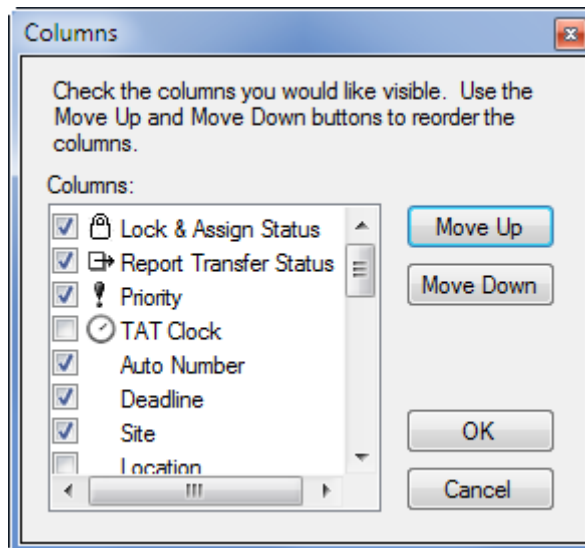 Columns
Check the columns you would like visible. Use the
Move Up and Move Down buttons to reorder the
columns.
Columns:
Lock & Assign Status
Report Transfer Status
Priority
TAT Clock
Auto Number
Deadline
Site
Location
Move Up
Move Down
OK
Cancel